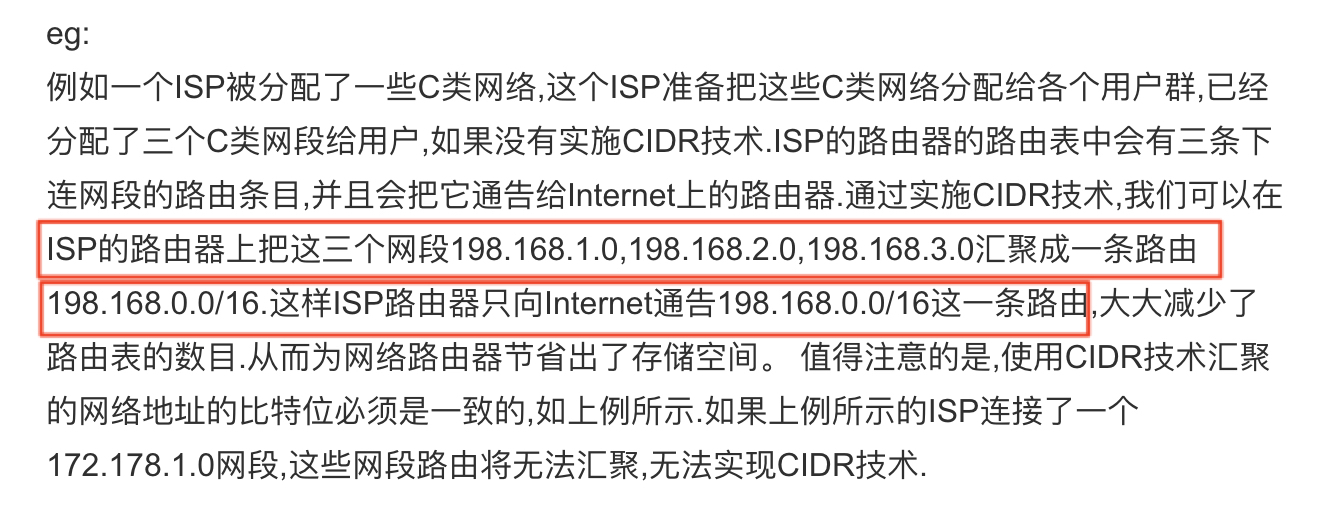 eg:
例如一个ISP被分配了一些C类网络,这个ISP准备把这些C类网络分配给各个用户群,已经
分配了三个C类网段给用户,如果没有实施CIDR技术.ISP的路由器的路由表中会有三条下
连网段的路由条目,并且会把它通告给Internet上的路由器.通过实施CIDR技术,我们可以在
ISP的路由器上把这三个网段198.168.1.0,198.168.2.0,198.168.3.0汇聚成一条路由
198.168.0.0/16.这样ISP路由器只向Internet通告198.168.0.0/16这一条路由,大大减少了
路由表的数目.从而为网络路由器节省出了存储空间。 值得注意的是,使用CIDR技术汇聚
的网络地址的比特位必须是一致的,如上例所示.如果上例所示的ISP连接了一个
172.178.1.0网段,这些网段路由将无法汇聚,无法实现CIDR技术.